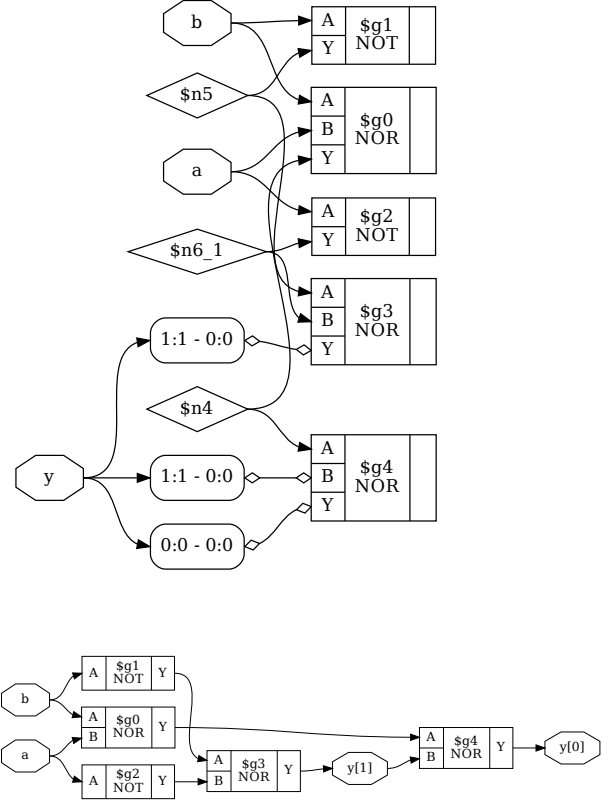 b
A
Y
$g1
NOT
$n5
A
B
Y
$g0
NOR
a
A
Y
$g2
NOT
$n6_1
A
B
Y
$g3
NOR
1:1 - 0:0
$n4
y
1:1 - 0:0
0:0 - 0:0
A
B
Y
$g4
NOR
b
A
$g1
NOT
Y
A
B
$g0
NOR
Y
a
A
$g2
NOT
Y
A
B
$g3
NOR
Y
y[1]
A
B
$g4
NOR
Y
y[0]